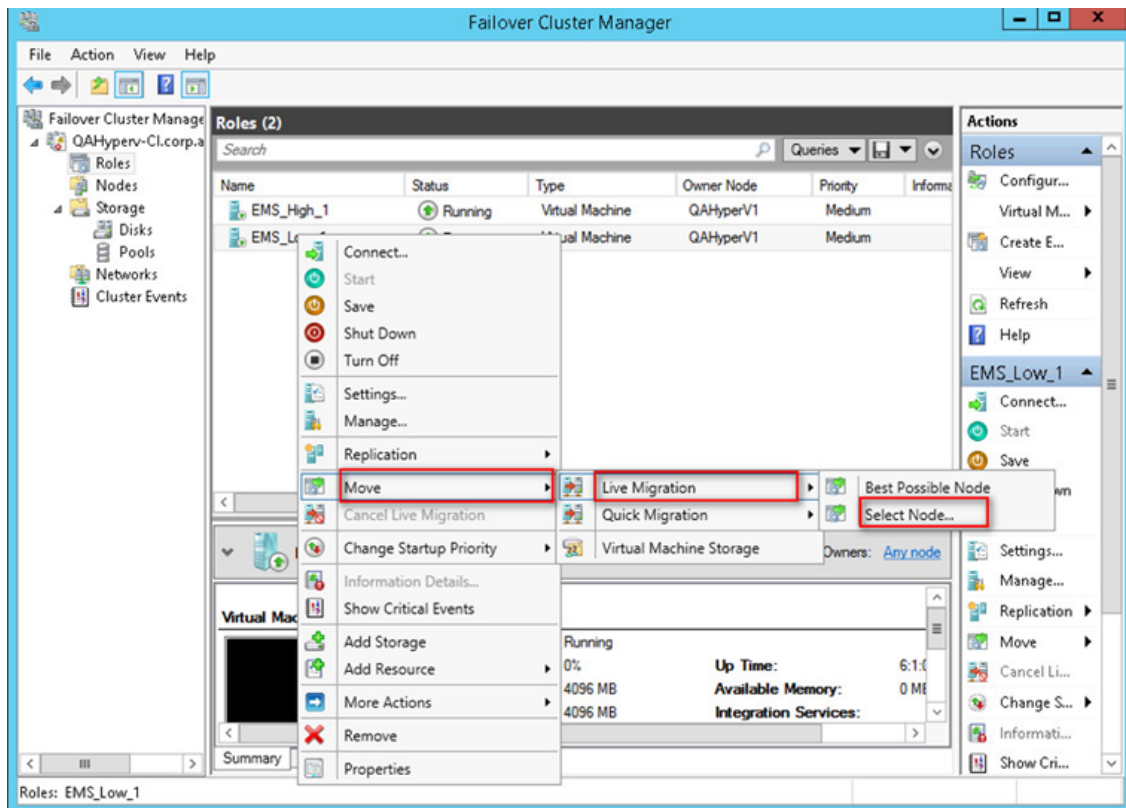 Failover Cluster Manager
File Action View Help
Failover Cluster Manage
QAHyperv-Cl.corp.a
Roles
Nodes
Storage
Disks
Pools
Networks
Cluster Events
Roles (2)
Search
Queries
Name Status Type Owner Node Priority Informa
EMS_High_1 Running Virtual Machine QAHyperV1 Medium
EMS_Lo ual Machine QAHyperV1 Medium
Connect...
Start
Save
Shut Down
Turn Off
Settings...
Manage...
Replication
Move
Cancel Live Migration
Change Startup Priority
Information Details...
Show Critical Events
Add Storage
Add Resource
More Actions
Remove
Properties
Live Migration
Quick Migration
Virtual Machine Storage
Best Possible Node
Select Node...
Owners: Any node
Virtual Mac
Running
0% Up Time: 6:1:0
4096 MB Available Memory: 0 ME
4096 MB Integration Services:
Summary
Actions
Roles
Configur...
Virtual M...
Create E...
View
Refresh
Help
EMS_Low_1
Connect...
Start
Save
wn
Settings...
Manage...
Replication
Move
Cancel Li...
Change S...
Informati...
Show Cri...
Roles: EMS_Low_1